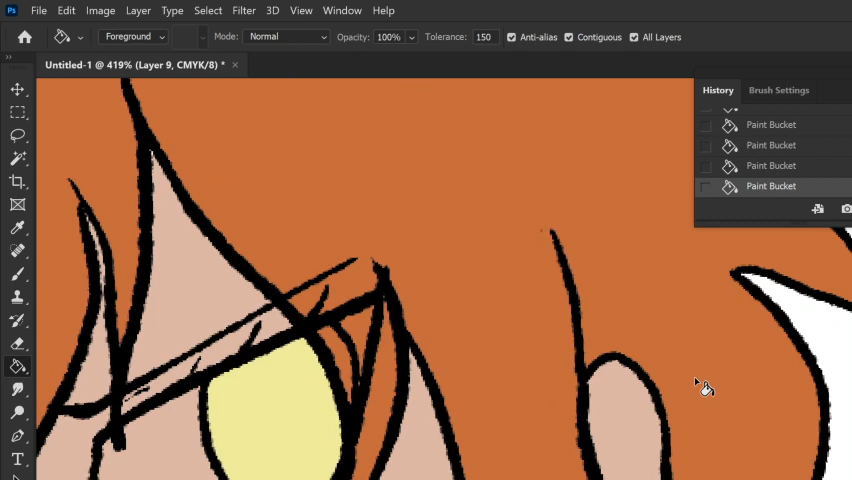 Ps File Edit Image Layer Type Select Filter 3D View Window Help
Foreground Mode: Normal Opacity: 100% Tolerance: 150 Anti-alias Contiguous All Layers
Untitled-1 @ 419% (Layer 9, CMYK/8) * ×
History Brush Settings
Paint Bucket
Paint Bucket
Paint Bucket
Paint Bucket
T